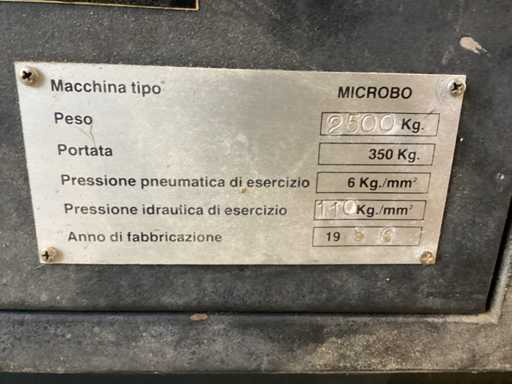 Macchina tipo MICROBO
Peso 2500 Kg.
Portata 350 Kg.
Pressione pneumatica di esercizio 6 Kg./mm²
Pressione idraulica di esercizio 110 Kg./mm²
Anno di fabbricazione 19